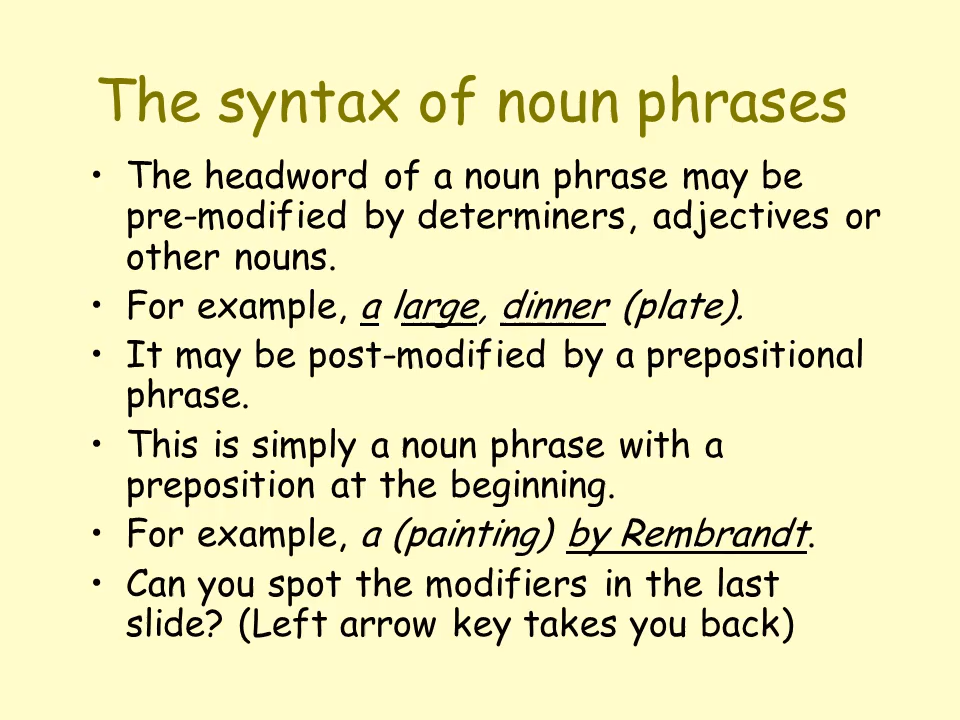 The syntax of noun phrases
• The headword of a noun phrase may be
pre-modified by determiners, adjectives or
other nouns.
• For example, a large, dinner (plate).
• It may be post-modified by a prepositional
phrase.
• This is simply a noun phrase with a
preposition at the beginning.
• For example, a (painting) by Rembrandt.
• Can you spot the modifiers in the last
slide? (Left arrow key takes you back)